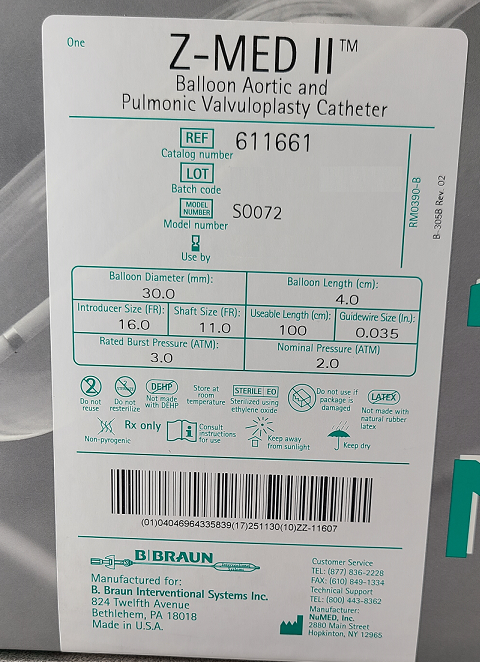 One
Z-MED II™
Balloon Aortic and
Pulmonic Valvuloplasty Catheter
REF 611661
Catalog number
LOT
Batch code
MODEL NUMBER S0072
Model number
Use by
RM0390-B
B-305B Rev. 02
Balloon Diameter (mm): 30.0
Balloon Length (cm): 4.0
Introducer Size (FR): 16.0
Shaft Size (FR): 11.0
Useable Length (cm): 100
Guidewire Size (In.): 0.035
Rated Burst Pressure (ATM): 3.0
Nominal Pressure (ATM) 2.0
2
Do not reuse
Do not resterilize
DEHP
Not made with DEHP
Store at room temperature
STERILE EO
Sterilized using ethylene oxide
Do not use if package is damaged
LATEX
Not made with natural rubber latex
Non-pyrogenic
Rx only
Consult instructions for use
Keep away from sunlight
Keep dry
(01)04046964335839(17)251130(10)ZZ-11607
B|BRAUN
Manufactured for:
B. Braun Interventional Systems Inc.
824 Twelfth Avenue
Bethlehem, PA 18018
Made in U.S.A.
Customer Service
TEL: (877) 836-2228
FAX: (610) 849-1334
Technical Support
TEL: (800) 443-8362
Manufacturer:
NuMED, Inc.
2880 Main Street
Hopkinton, NY 12965